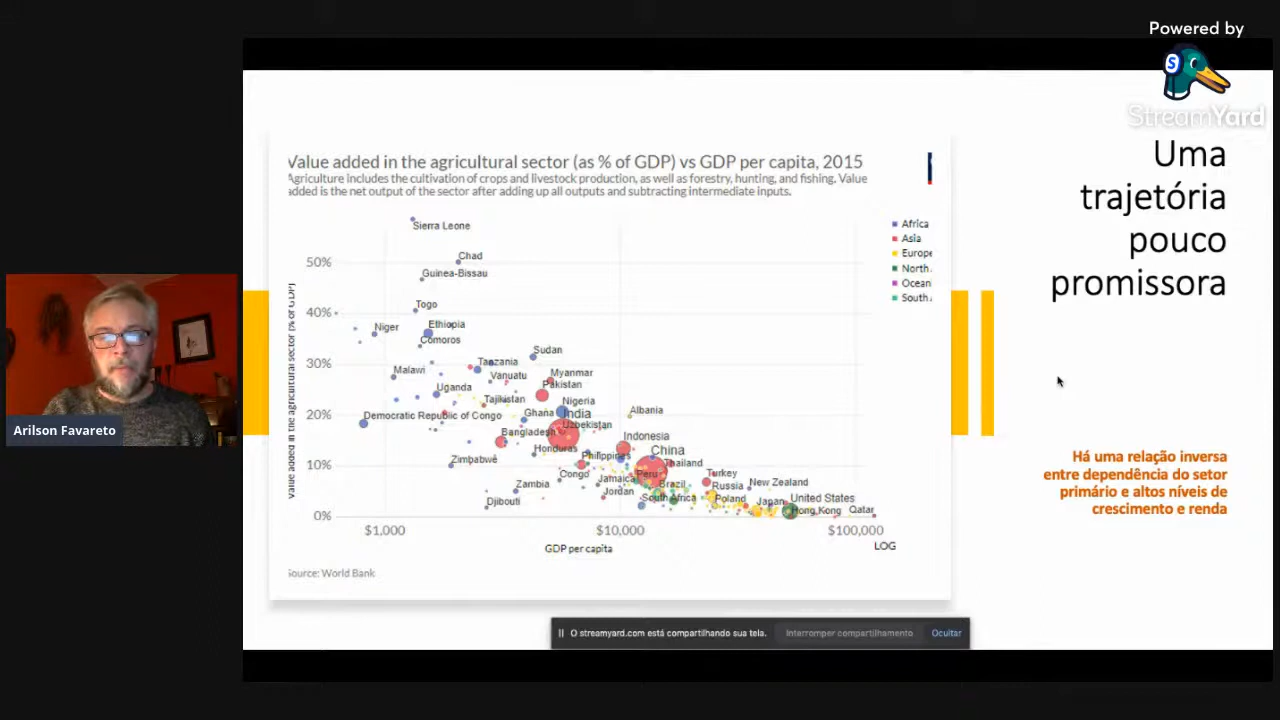 Powered by
StreamYard
Value added in the agricultural sector (as % of GDP) vs GDP per capita, 2015
Agriculture includes the cultivation of crops and livestock production, as well as forestry, hunting, and fishing. Value
added is the net output of the sector after adding up all outputs and subtracting intermediate inputs.
Uma
trajetória
pouco
promissora
Sierra Leone
Africa
Asia
Europe
North
Ocean
South
50%
Chad
Guinea-Bissau
40%
Togo
Niger
Ethiopia
Comoros
30%
Sudan
Malawi
Tanzania
Vanuatu
Myanmar
Pakistan
Uganda
Tajikistan
20%
Democratic Republic of Congo
Ghana
Nigeria
India
Albania
Bangladesh
Uzbekistan
Indonesia
10%
Zimbabwe
Honduras
Philippines
China
Thailand
Congo
Peru
Turkey
Zambia
Jamaica
Brazil
Russia
New Zealand
Djibouti
Jordan
South Africa
Poland
Japan
United States
Hong Kong
Qatar
0%
$1,000
$10,000
$100,000
Value added in the agricultural sector (% of GDP)
GDP per capita
LOG
Source: World Bank
Há uma relação inversa
entre dependência do setor
primário e altos níveis de
crescimento e renda
Arilson Favareto
O streamyard.com está compartilhando sua tela.
Interromper compartilhamento
Ocultar